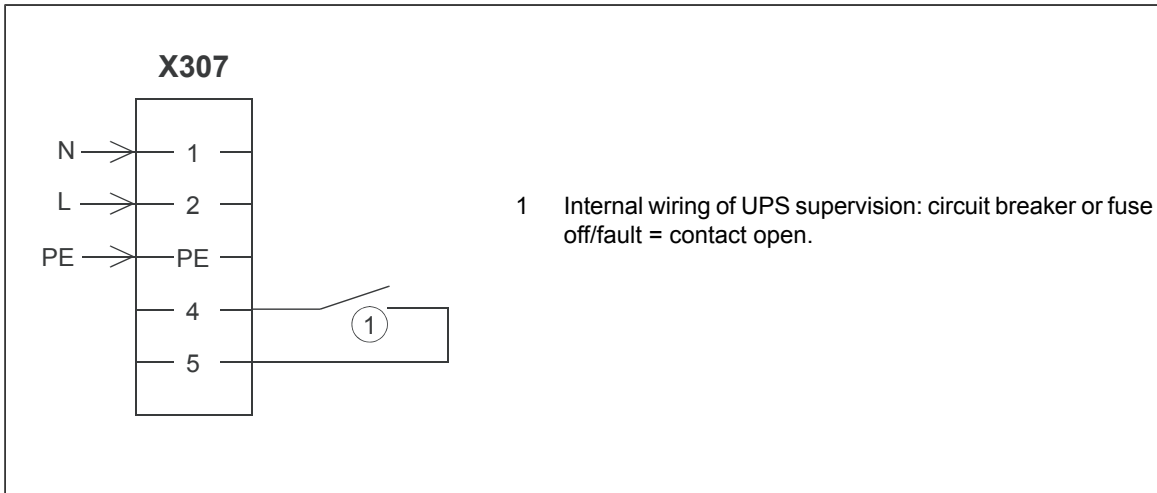 X307
N 1
L 2
PE PE
4
5
1
1 Internal wiring of UPS supervision: circuit breaker or fuse
off/fault = contact open.